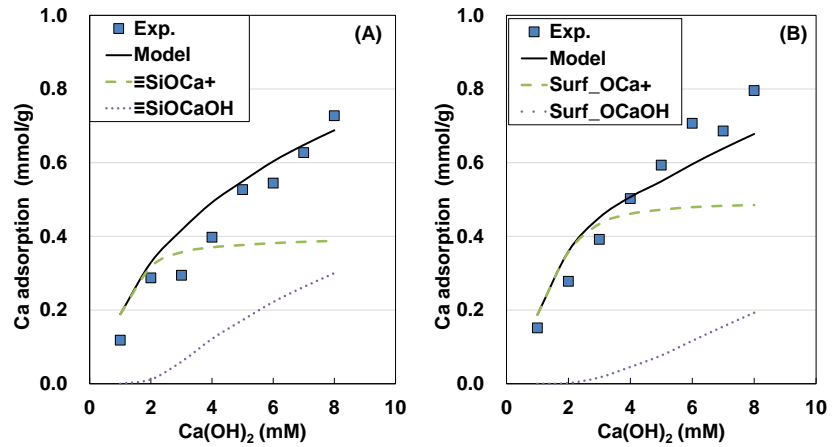 1.0
0.8
0.6
0.4
0.2
0.0
0 2 4 6 8 10
Ca adsorption (mmol/g)
Ca(OH)₂ (mM)
Exp.
Model
≡SiOCa+
≡SiOCaOH
(A)
1.0
0.8
0.6
0.4
0.2
0.0
0 2 4 6 8 10
Ca adsorption (mmol/g)
Ca(OH)₂ (mM)
Exp.
Model
Surf_OCa+
Surf_OCaOH
(B)